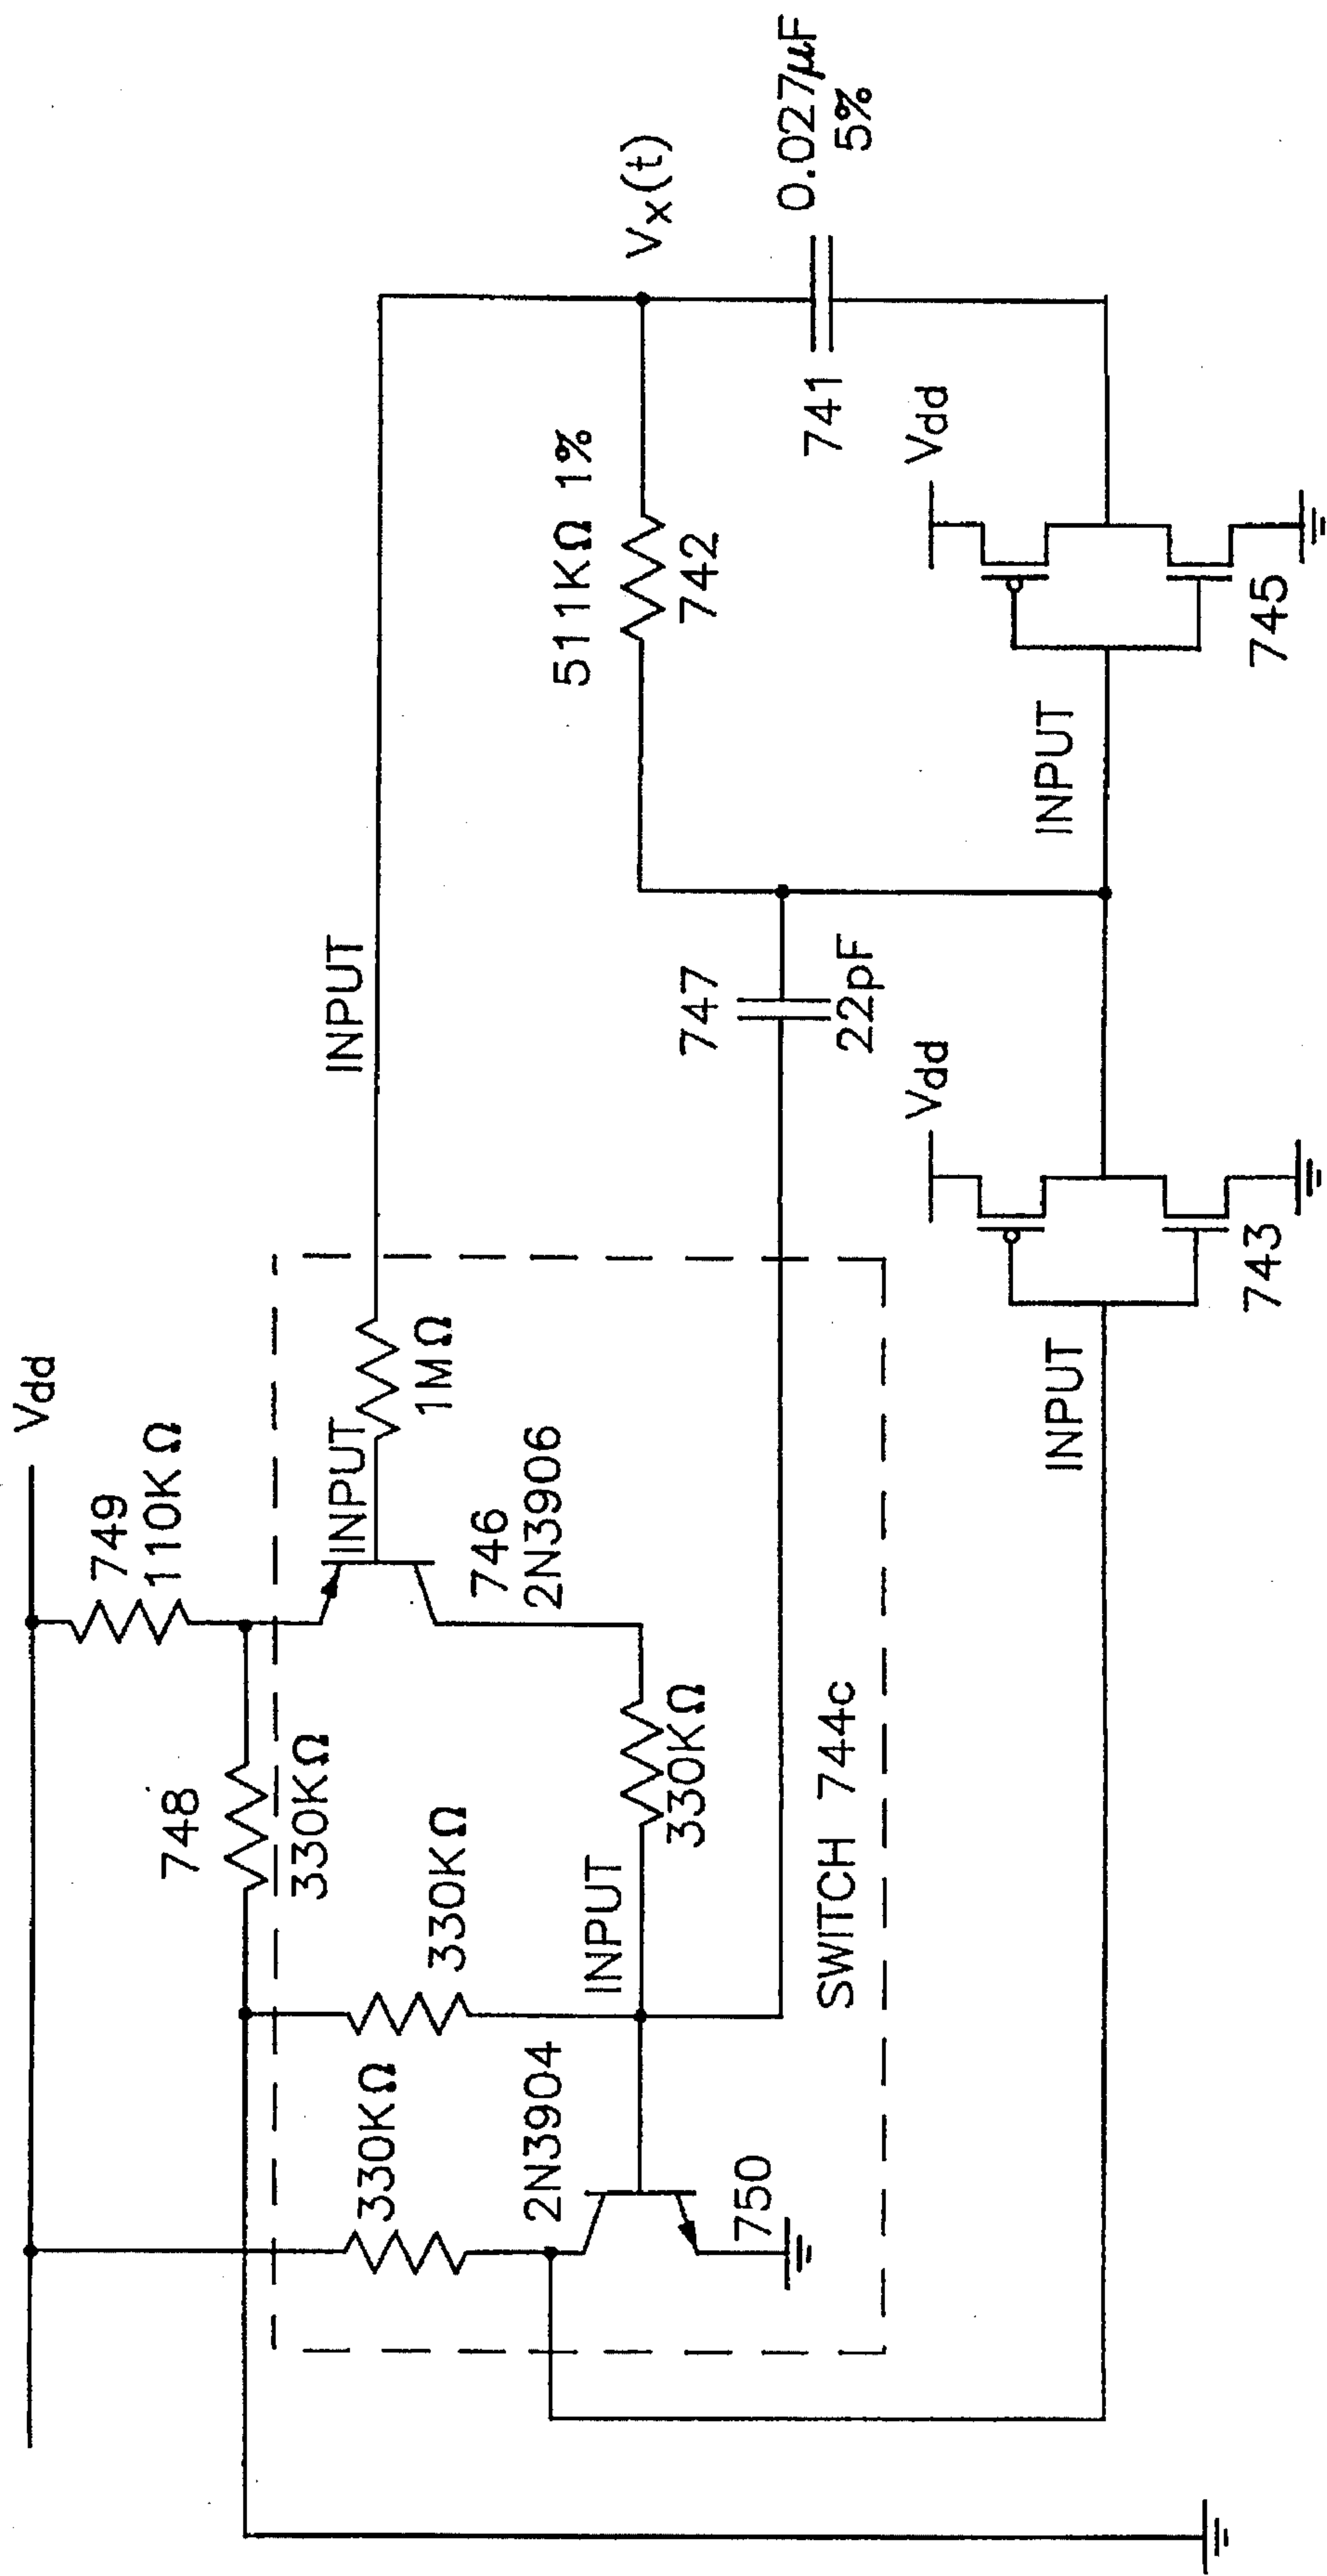 Vdd
749
110KΩ
748
330KΩ
INPUT
INPUT
1MΩ
746
2N3906
330KΩ
330KΩ
2N3904
INPUT
330KΩ
750
SWITCH 744c
747
22pF
511KΩ 1%
742
Vx(t)
741
0.027µF
5%
Vdd
INPUT
743
Vdd
INPUT
745